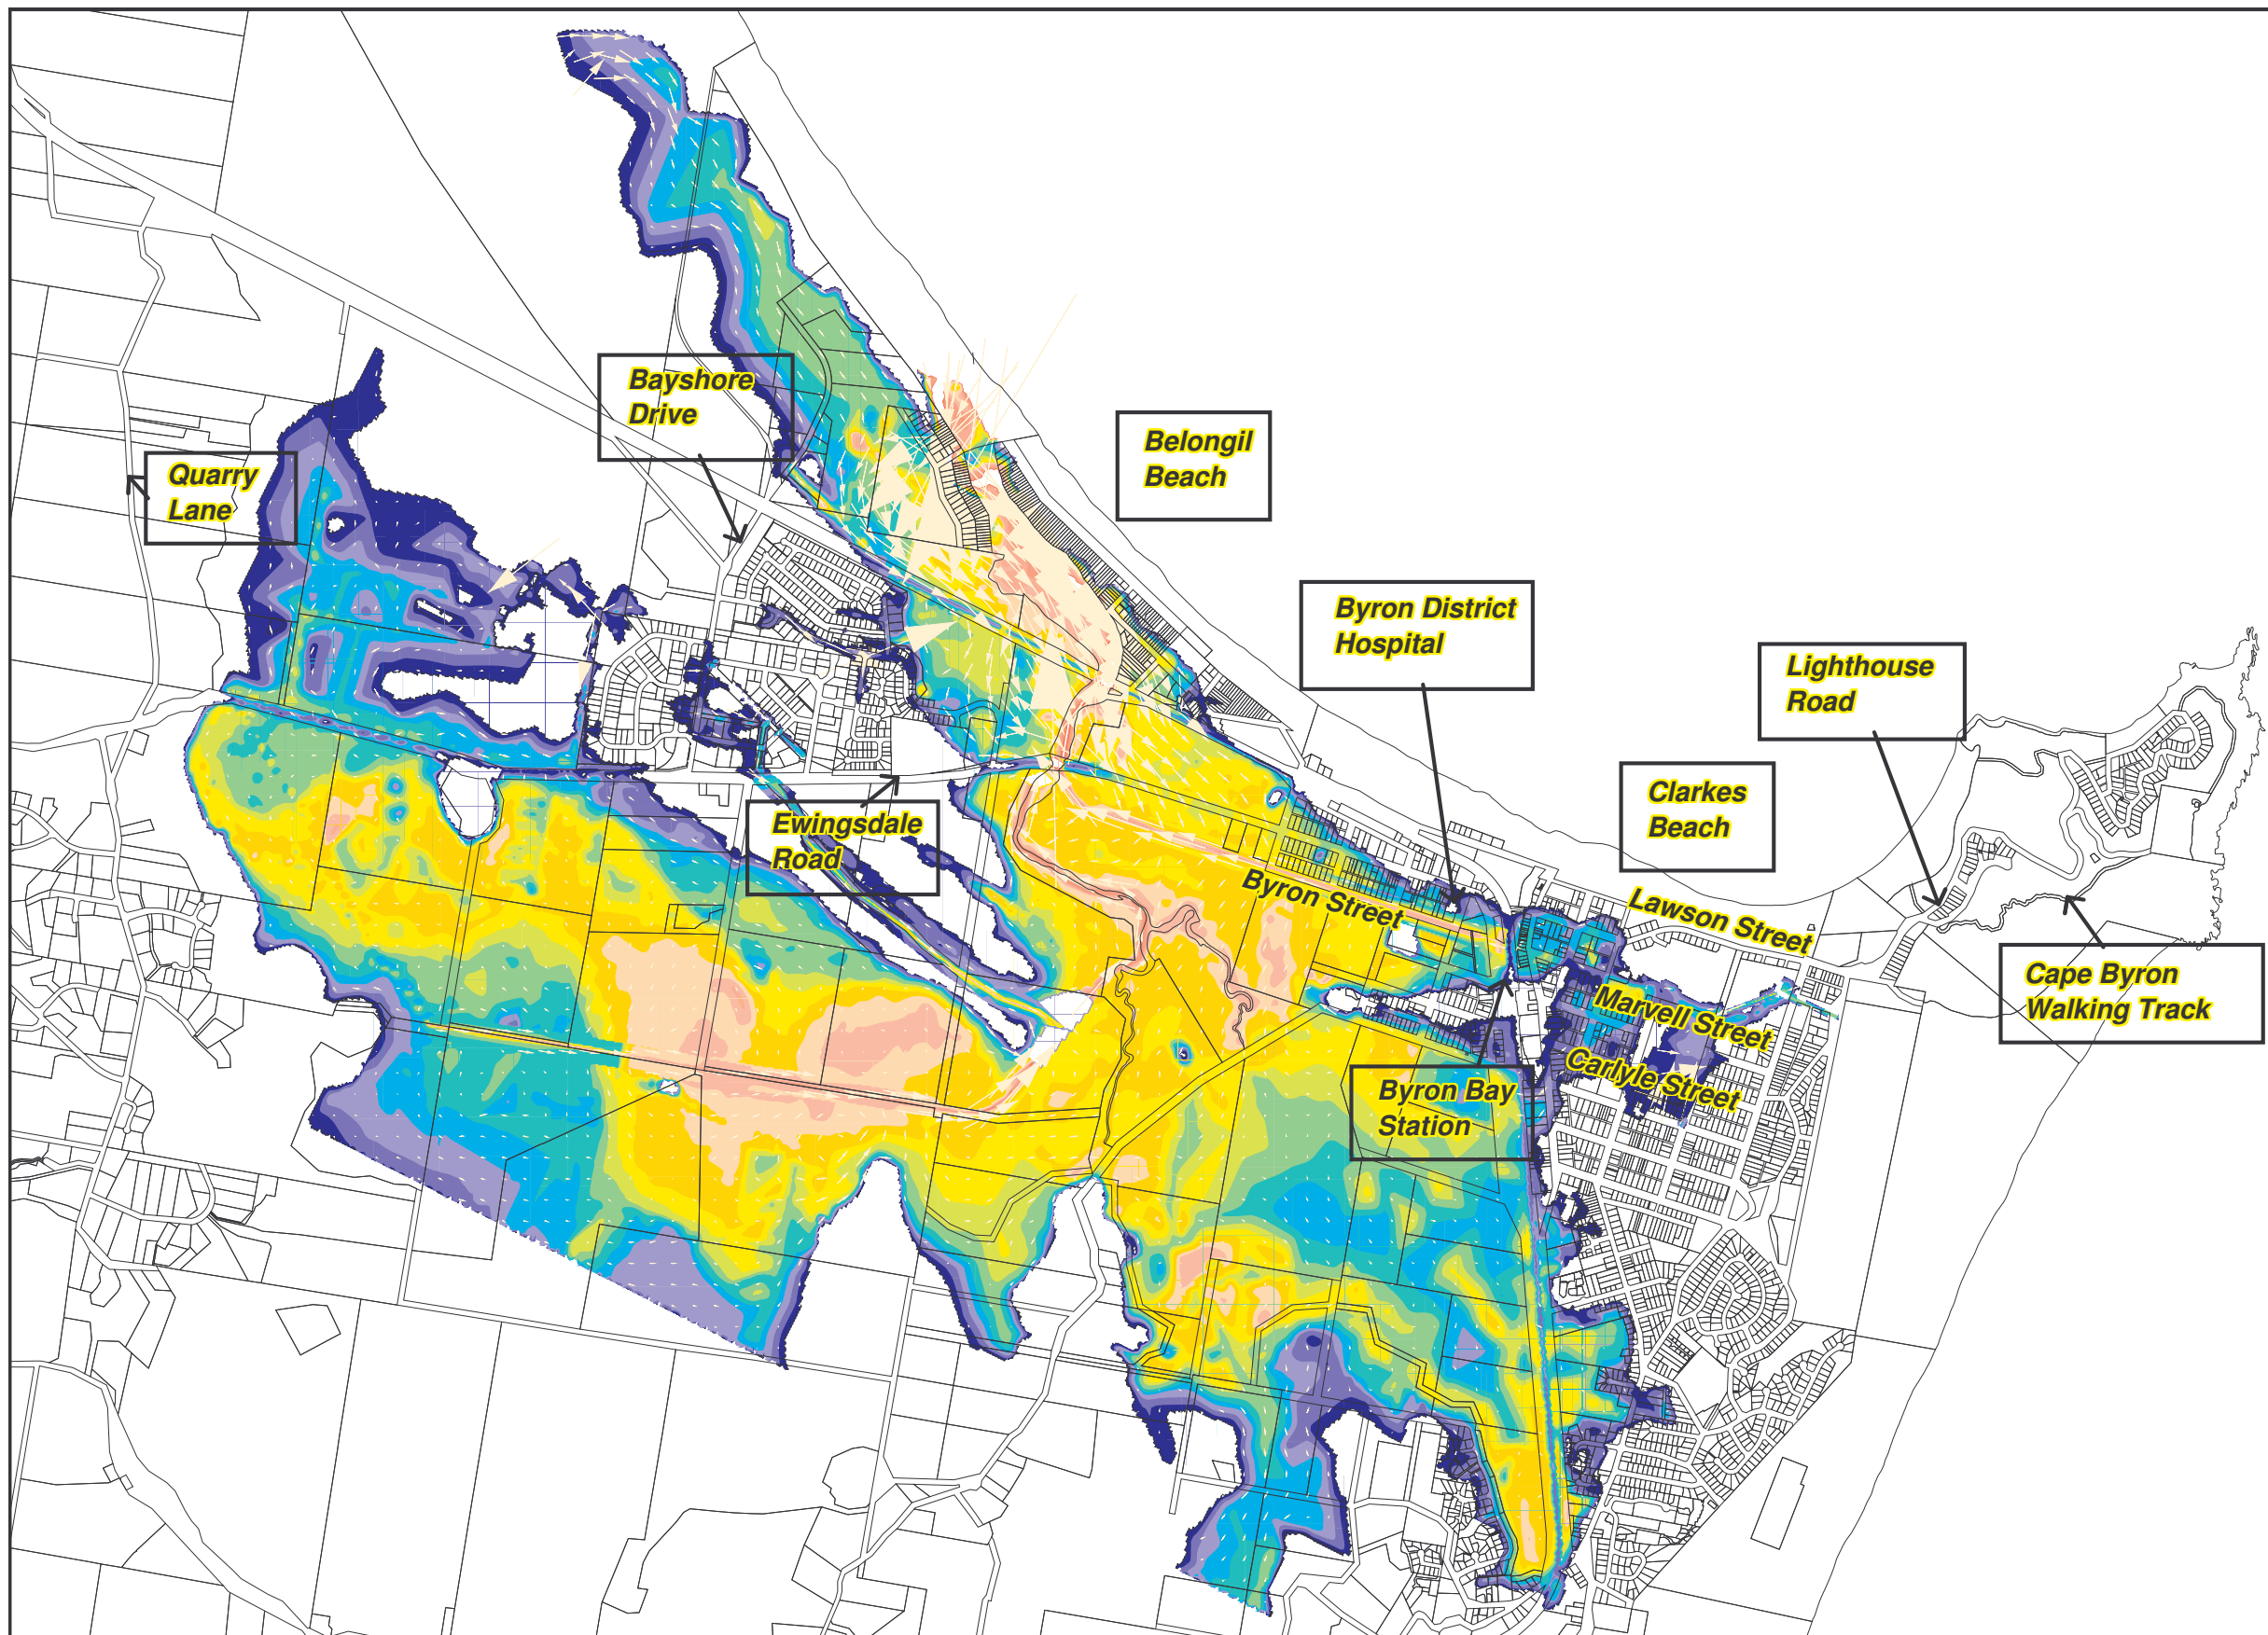 Bayshore
Drive
Belongil
Beach
Quarry
Lane
Byron District
Hospital
Lighthouse
Road
Clarkes
Beach
Ewingsdale
Road
Byron Street
Lawson Street
Cape Byron
Walking Track
Marvell Street
Carlyle Street
Byron Bay
Station